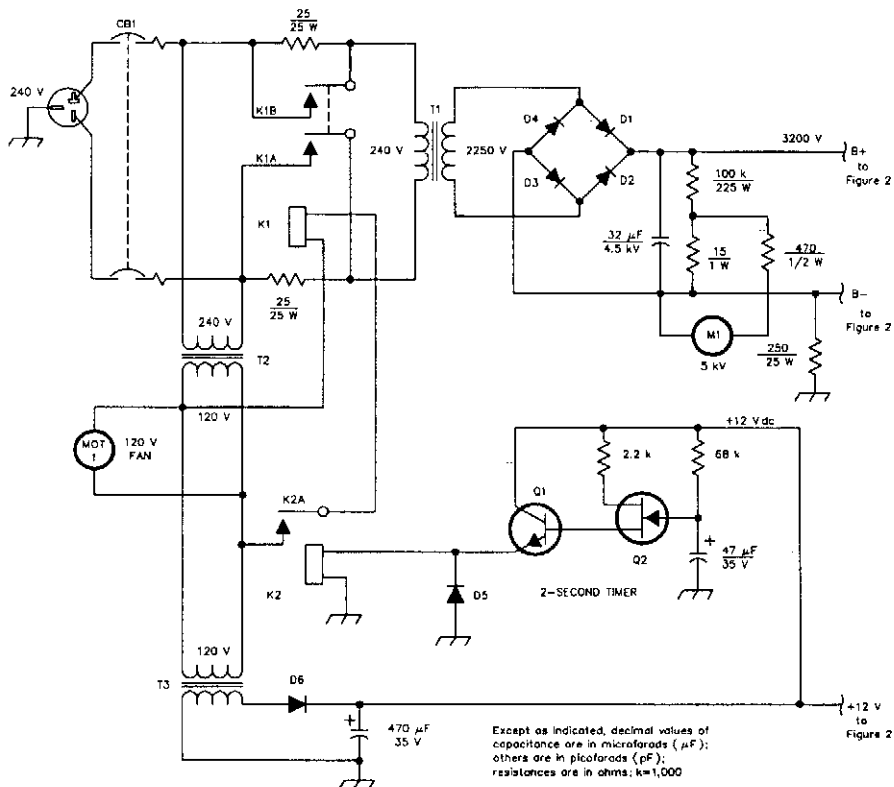 CB1
25
25 W
240 V
K1B
K1A
240 V
T1
2250 V
D4
D1
D3
D2
3200 V
B+
to
Figure 2
100 k
225 W
32 µF
4.5 kV
15
1 W
470
1/2 W
B-
to
Figure 2
M1
5 kV
250
25 W
K1
25
25 W
240 V
T2
120 V
MOT
1
120 V
FAN
+12 Vdc
2.2 k
68 k
Q1
Q2
47 µF
35 V
+
K2A
K2
D5
2-SECOND TIMER
120 V
T3
D6
+
470 µF
35 V
+12 V
to
Figure 2
Except as indicated, decimal values of
capacitance are in microfarads (µF);
others are in picofarads (pF);
resistances are in ohms; k=1,000